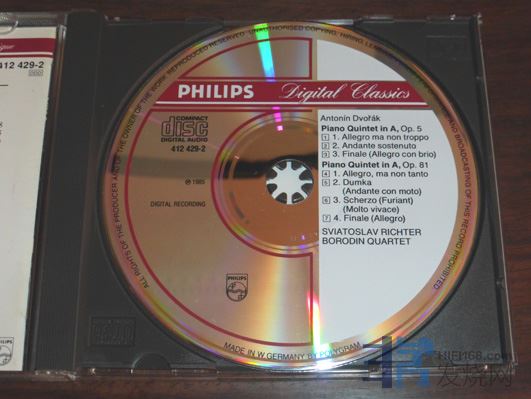 412 429-2
DDD
ALL RIGHTS OF THE PRODUCER AND OF THE OWNER OF THE WORK REPRODUCED RESERVED · UNAUTHORISED COPYING, HIRING, LENDING
AND BROADCASTING OF THIS RECORD PROHIBITED
PHILIPS
Digital Classics
COMPACT
disc
DIGITAL AUDIO
412 429-2
℗ 1985
DIGITAL RECORDING
PHILIPS
Antonín Dvořák
Piano Quintet in A, Op. 5
1 1. Allegro ma non troppo
2 2. Andante sostenuto
3 3. Finale (Allegro con brio)
Piano Quintet in A, Op. 81
4 1. Allegro, ma non tanto
5 2. Dumka
(Andante con moto)
6 3. Scherzo (Furiant)
(Molto vivace)
7 4. Finale (Allegro)
SVIATOSLAV RICHTER
BORODIN QUARTET
MADE IN W. GERMANY BY POLYGRAM
HIFI68.com
发烧网